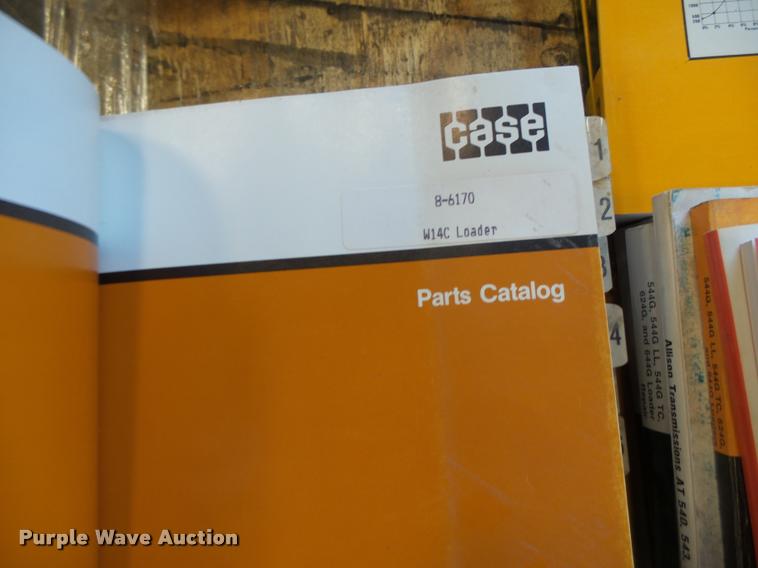 case
8-6170
W14C Loader
Parts Catalog
1
2
3
4
544G, 544G LL, 544G TC,
624G, and 644G Loader
Repair
Allison Transmissions AT 540, 543,
544G, 544G LL, 544G TC, 624G,
Purple Wave Auction